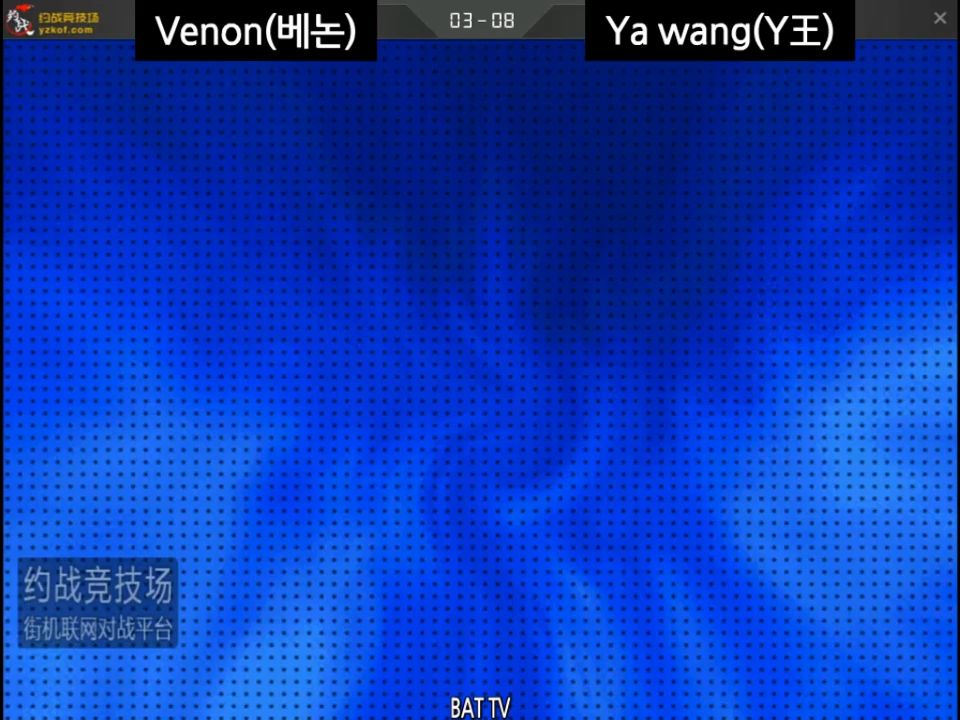 约战竞技场
yzkof.com
Venon(베논)
03-08
Ya wang(Y王)
约战竞技场
街机联网对战平台
BAT TV